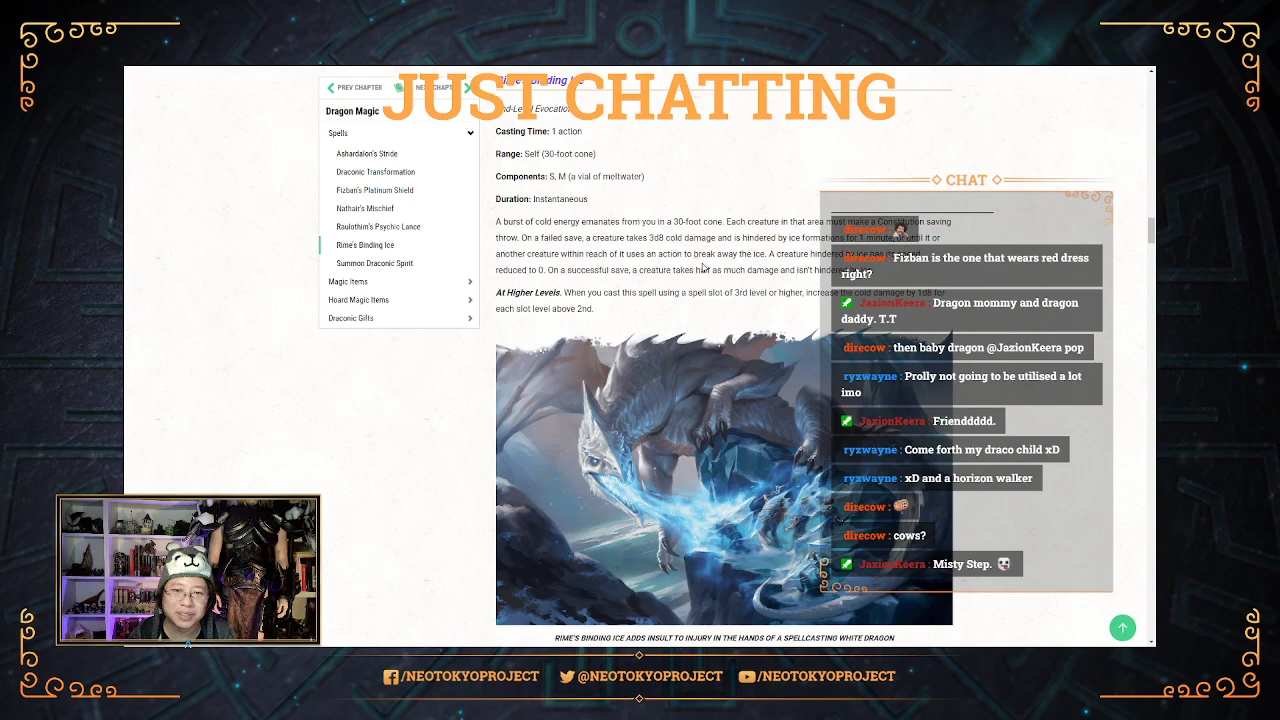 JUST CHATTING
PREV CHAPTER
Dragon Magic
Spells
Ashardalon's Stride
Draconic Transformation
Fizban's Platinum Shield
Nathair's Mischief
Raulothim's Psychic Lance
Rime's Binding Ice
Summon Draconic Spirit
Magic Items
Hoard Magic Items
Draconic Gifts
Casting Time: 1 action
Range: Self (30-foot cone)
Components: S, M (a vial of meltwater)
Duration: Instantaneous
A burst of cold energy emanates from you in a 30-foot cone. Each creature in that area must make a Constitution saving
throw. On a failed save, a creature takes 3d8 cold damage and is hindered by ice formations for 1 minute, or until it or
another creature within reach of it uses an action to break away the ice. A creature hindered by ice has its speed
reduced to 0. On a successful save, a creature takes half as much damage and isn't hindered
At Higher Levels. When you cast this spell using a spell slot of 3rd level or higher, increase the cold damage by 1d8 for
each slot level above 2nd.
RIME'S BINDING ICE ADDS INSULT TO INJURY IN THE HANDS OF A SPELLCASTING WHITE DRAGON
CHAT
direcow :
direcow : Fizban is the one that wears red dress
right?
JazionKeera : Dragon mommy and dragon
daddy. T.T
direcow : then baby dragon @JazionKeera pop
ryzwayne : Prolly not going to be utilised a lot
imo
JazionKeera : Frienddddd.
ryzwayne : Come forth my draco child xD
ryzwayne : xD and a horizon walker
direcow :
direcow : cows?
JazionKeera : Misty Step.
/NEOTOKYOPROJECT
@NEOTOKYOPROJECT
/NEOTOKYOPROJECT